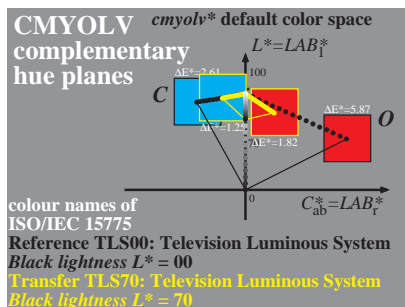 CMYOLV
complementary
hue planes
cmyolv* default color space
L*=LAB*l
ΔE*=2.61
100
C
ΔE*=5.87
O
ΔE*=1.25
ΔE*=1.82
0
C*ab=LAB*r
colour names of
ISO/IEC 15775
Reference TLS00: Television Luminous System
Black lightness L* = 00
Transfer TLS70: Television Luminous System
Black lightness L* = 70